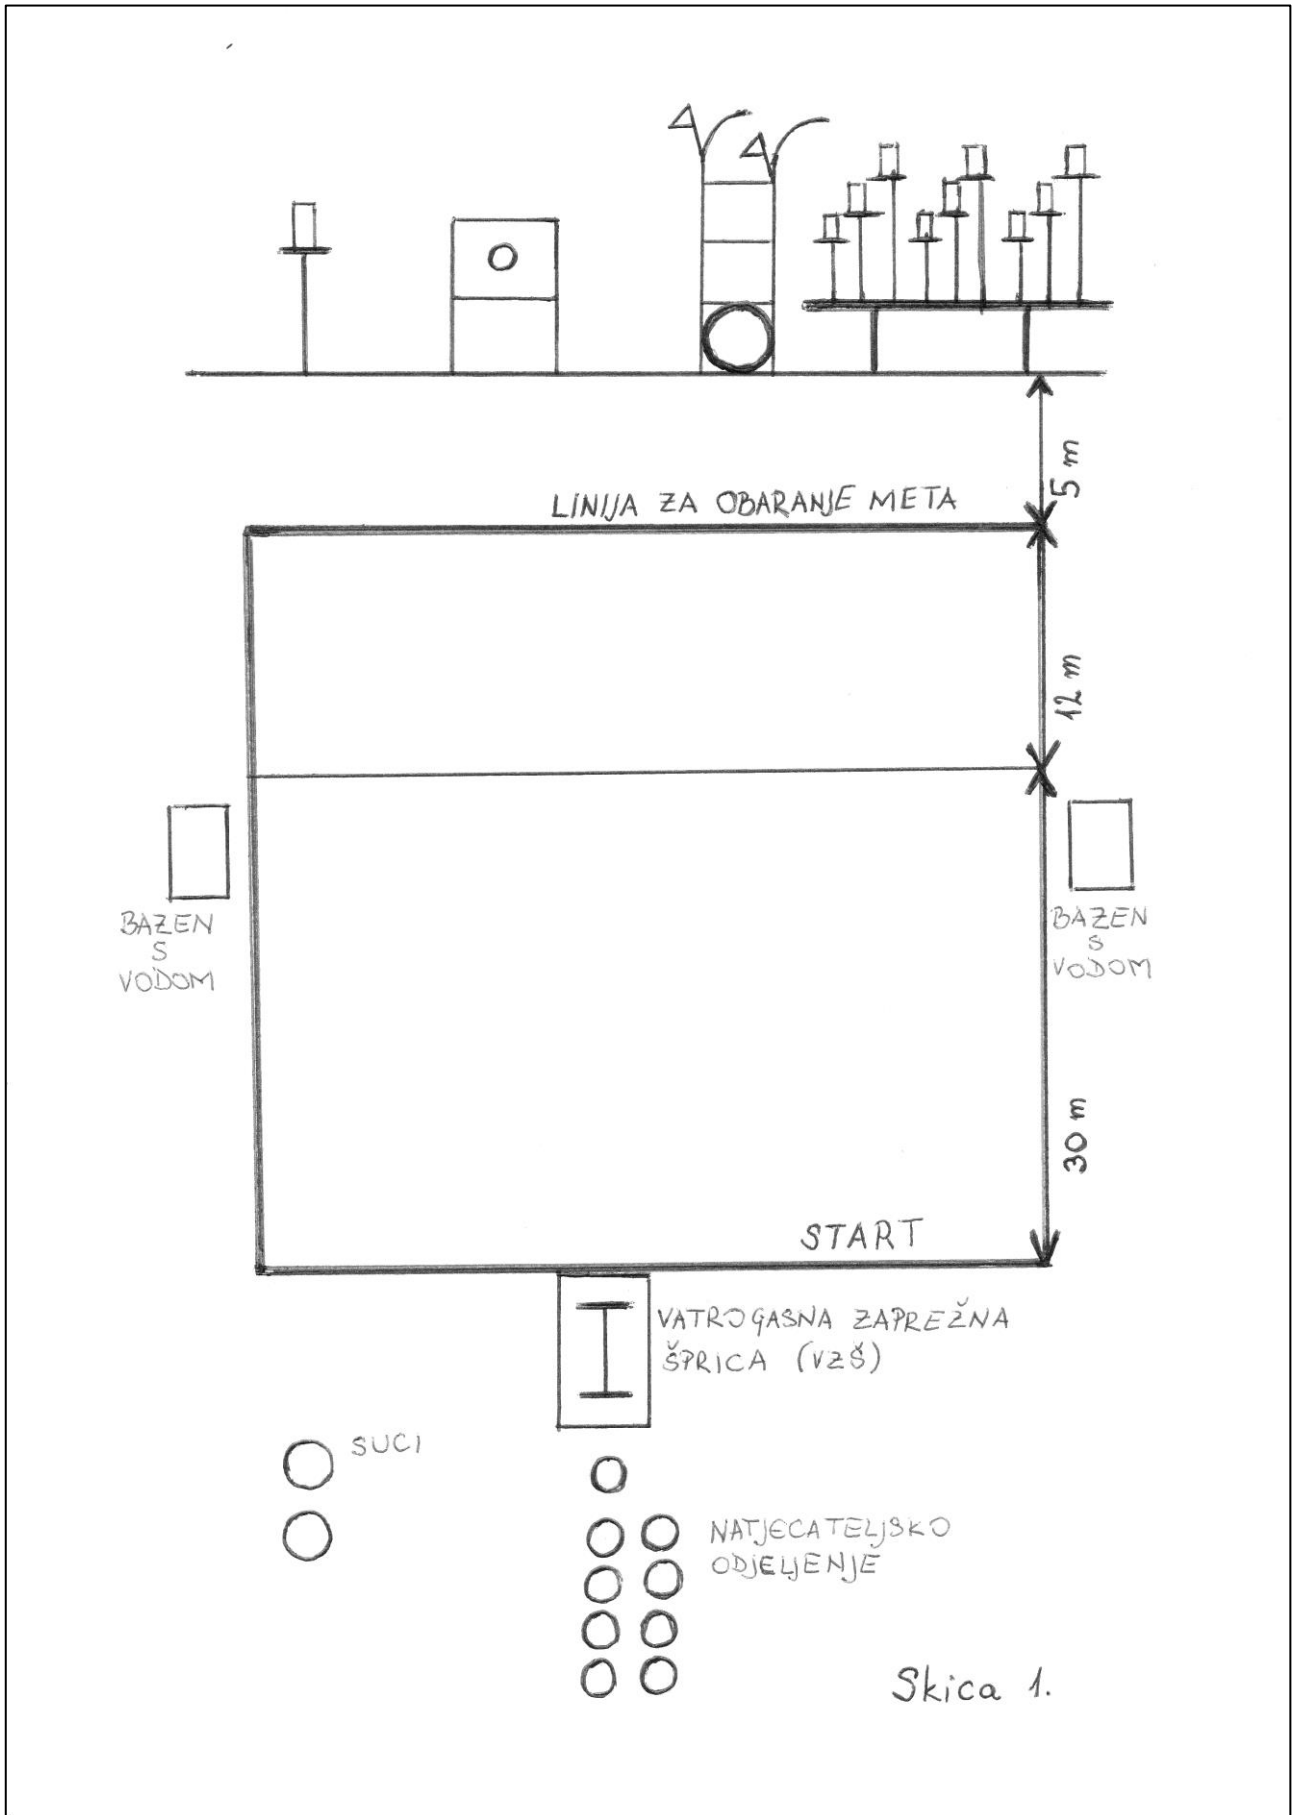 5 m
LINIJA ZA OBARANJE META
12 m
BAZEN
S
VODOM
BAZEN
S
VODOM
30 m
START
VATROGASNA ZAPREŽNA
ŠPRICA (VZŠ)
SUCI
NATJECATELJSKO
ODJELJENJE
Skica 1.